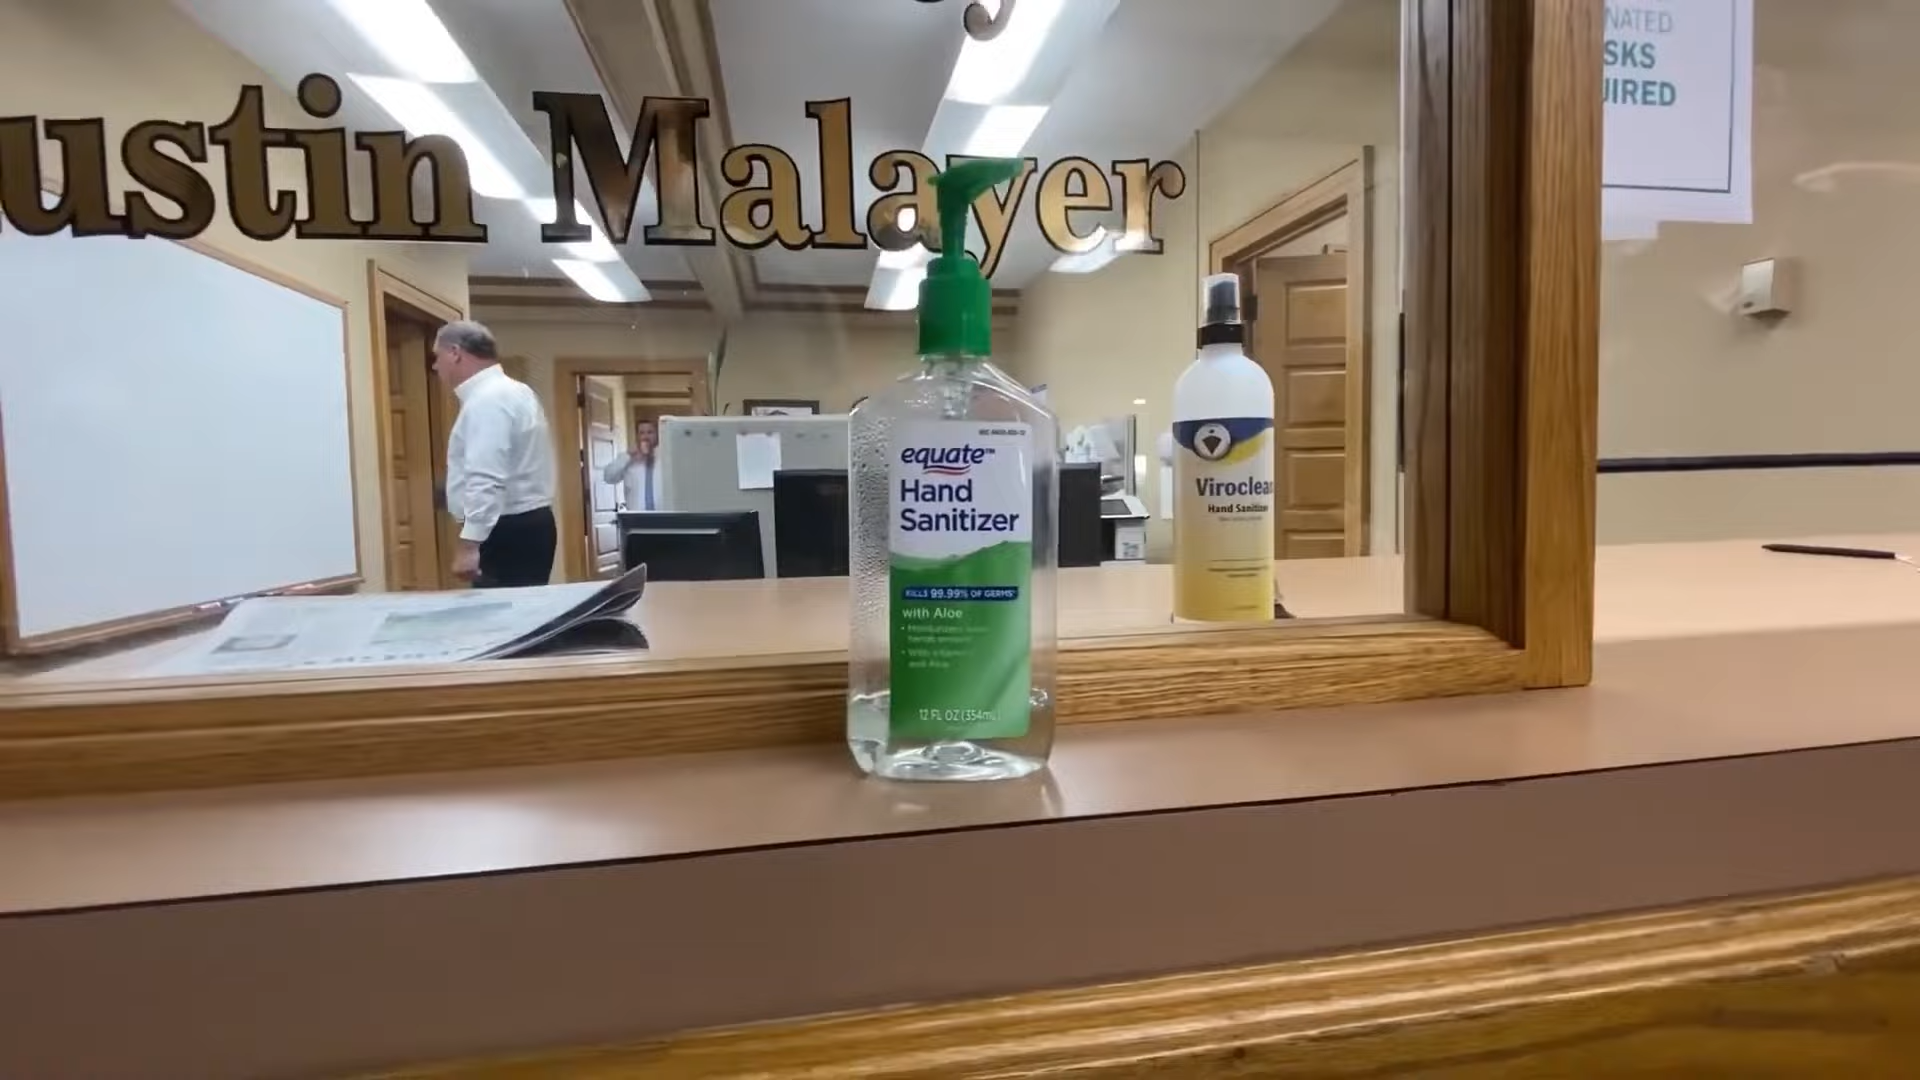 ustin Malayer
NATED
SKS
UIRED
equate™
Hand
Sanitizer
KILLS 99.99% OF GERMS*
with Aloe
12 FL OZ (354mL)
Viroclean
Hand Sanitizer